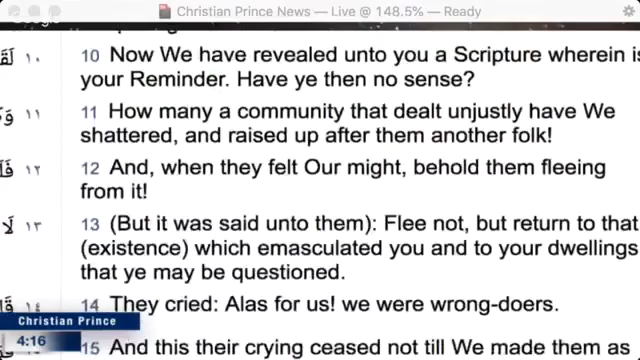 Christian Prince News — Live @ 148.5% — Ready
١٠ 10 Now We have revealed unto you a Scripture wherein is
your Reminder. Have ye then no sense?
١١ 11 How many a community that dealt unjustly have We
shattered, and raised up after them another folk!
١٢ 12 And, when they felt Our might, behold them fleeing
from it!
لَا ١٣ 13 (But it was said unto them): Flee not, but return to that
(existence) which emasculated you and to your dwellings,
that ye may be questioned.
١٤ 14 They cried: Alas for us! we were wrong-doers.
Christian Prince
4:16
15 And this their crying ceased not till We made them as